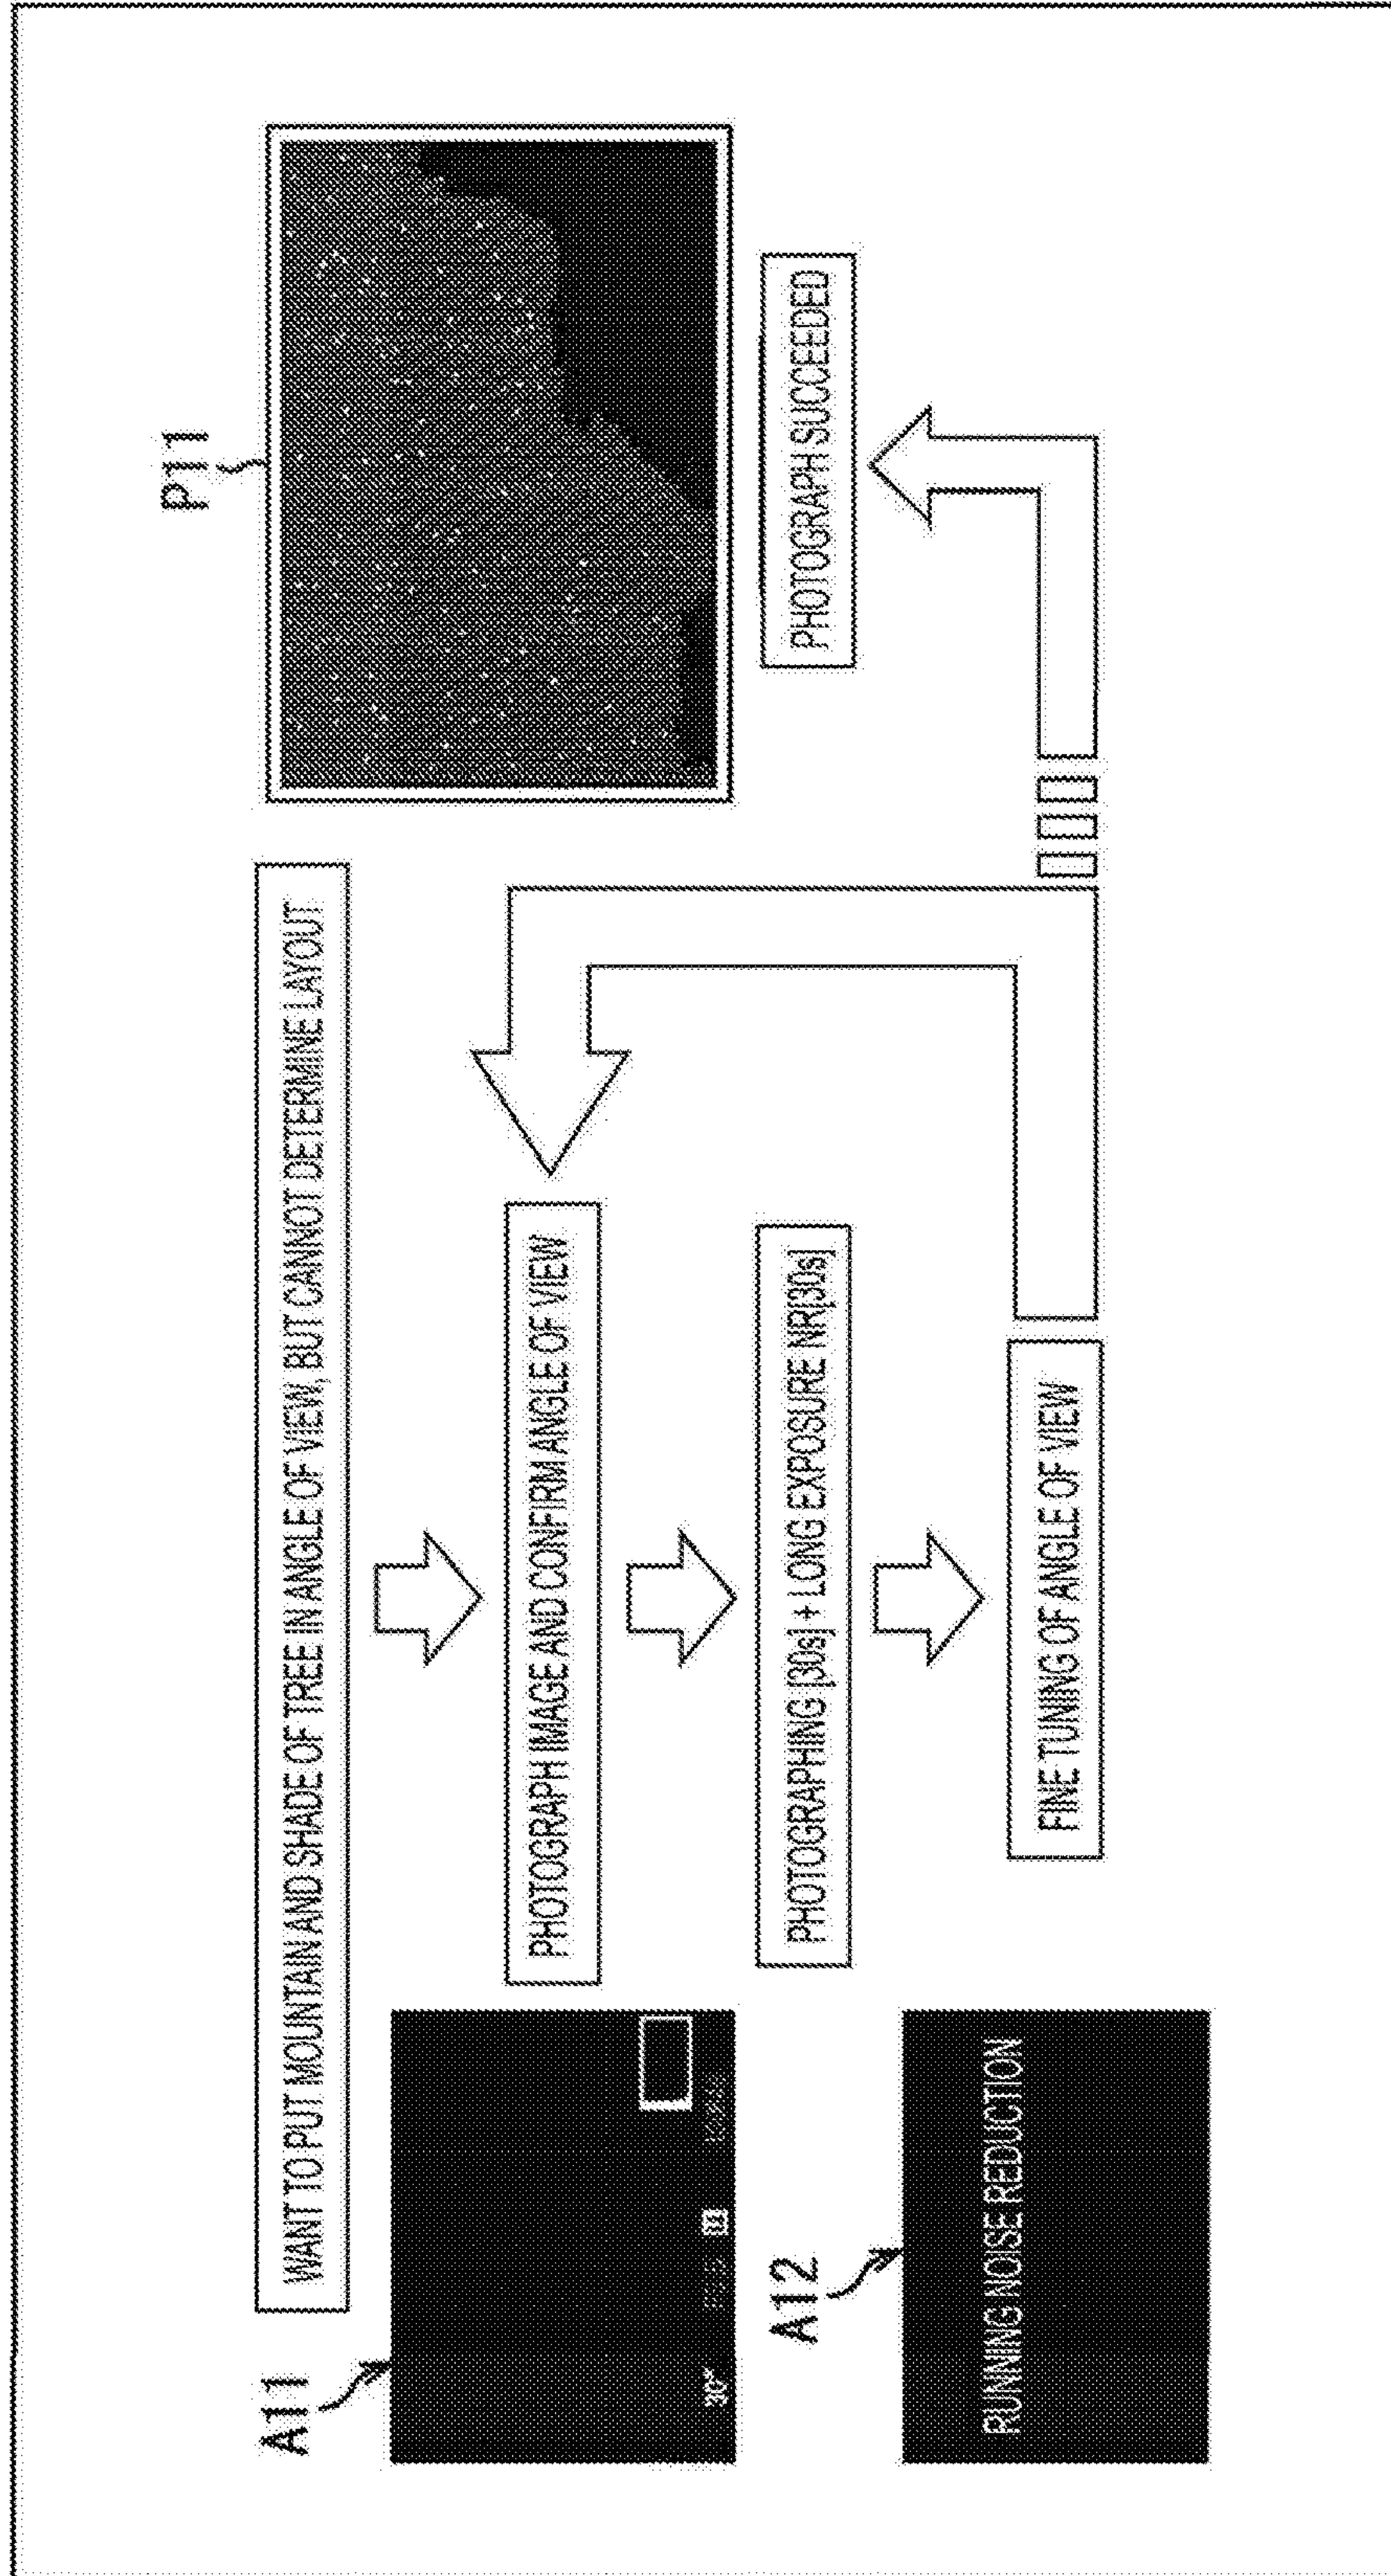 WANT TO PUT MOUNTAIN AND SHADE OF TREE IN ANGLE OF VIEW, BUT CANNOT DETERMINE LAYOUT
A11
30"
PHOTOGRAPH IMAGE AND CONFIRM ANGLE OF VIEW
P11
PHOTOGRAPHING [30s] + LONG EXPOSURE NR[30s]
PHOTOGRAPH SUCCEEDED
A12
RUNNING NOISE REDUCTION
FINE TUNING OF ANGLE OF VIEW